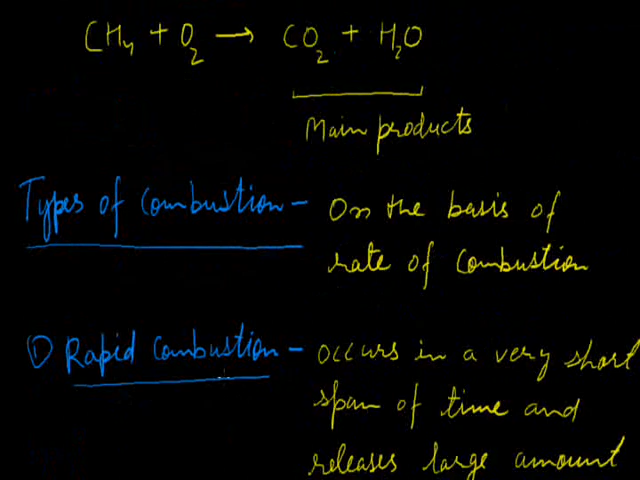 CH₄ + O₂ → CO₂ + H₂O
Main products
Types of Combustion - On the basis of
rate of Combustion
① Rapid Combustion - occurs in a very short
span of time and
releases large amount